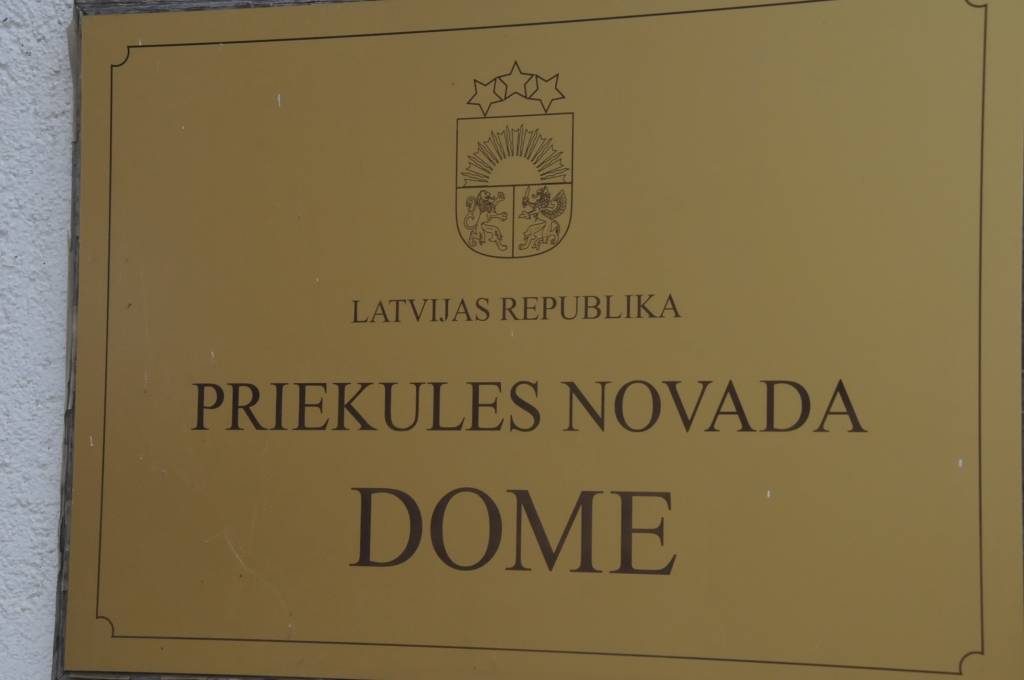 LATVIJAS REPUBLIKA
PRIEKULES NOVADA
DOME